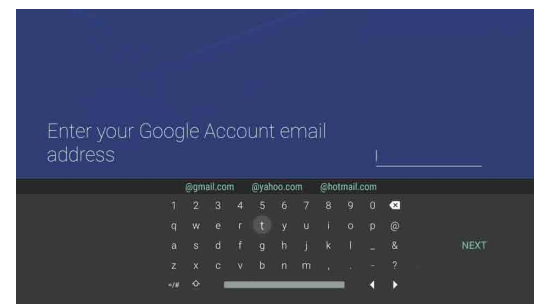 Enter your Google Account email
address
@gmail.com @yahoo.com @hotmail.com
1 2 3 4 5 6 7 8 9 0
q w e r t y u i o p @
a s d f g h j k l _ &
NEXT
z x c v b n m , . - ?
=/#